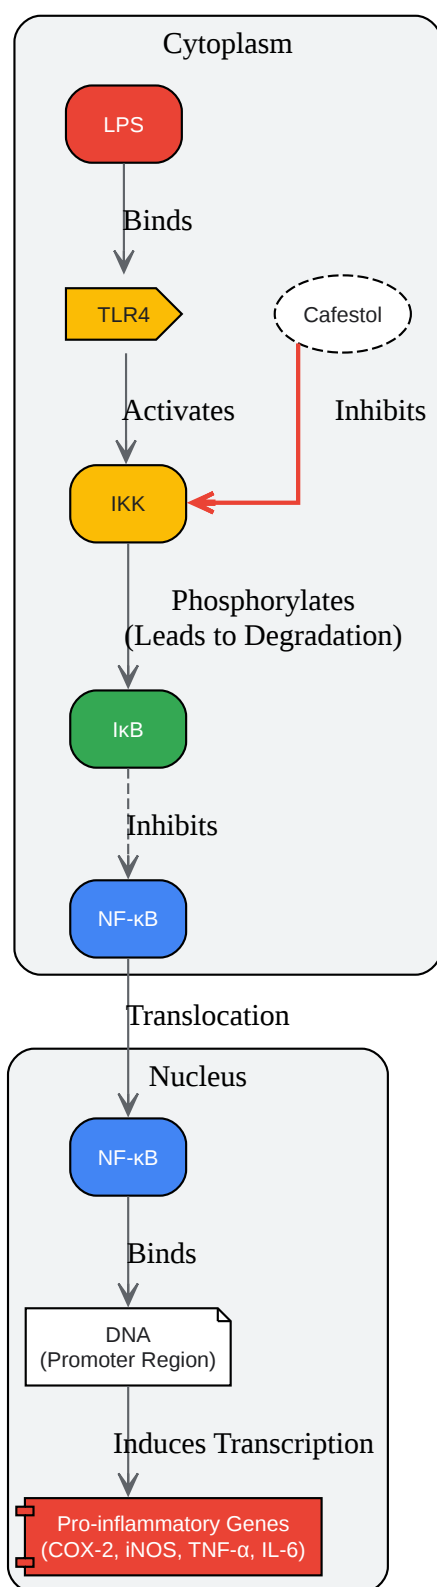 Cytoplasm
LPS
Binds
TLR4
Cafestol
Activates
Inhibits
IKK
Phosphorylates
(Leads to Degradation)
IκB
Inhibits
NF-κB
Translocation
Nucleus
NF-κB
Binds
DNA
(Promoter Region)
Induces Transcription
Pro-inflammatory Genes
(COX-2, iNOS, TNF-α, IL-6)